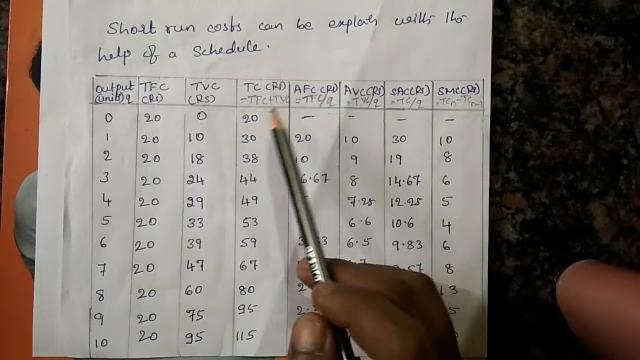 Short run costs can be explain with the
help of a Schedule.
output (units) q TFC (RS) TVC (RS) TC (RS) =TFC+TVC AFC (RS) =TFC/q AVC (RS) =TVC/q SAC (RS) =TC/q SMC (RS) =TCn-TCn-1
0 20 0 20 — — — —
1 20 10 30 20 10 30 10
2 20 18 38 10 9 19 8
3 20 24 44 6.67 8 14.67 6
4 20 29 49 7.25 12.25 5
5 20 33 53 6.6 10.6 4
6 20 39 59 6.5 9.83 6
7 20 47 67 8
8 20 60 80
9 20 75 95
10 20 95 115